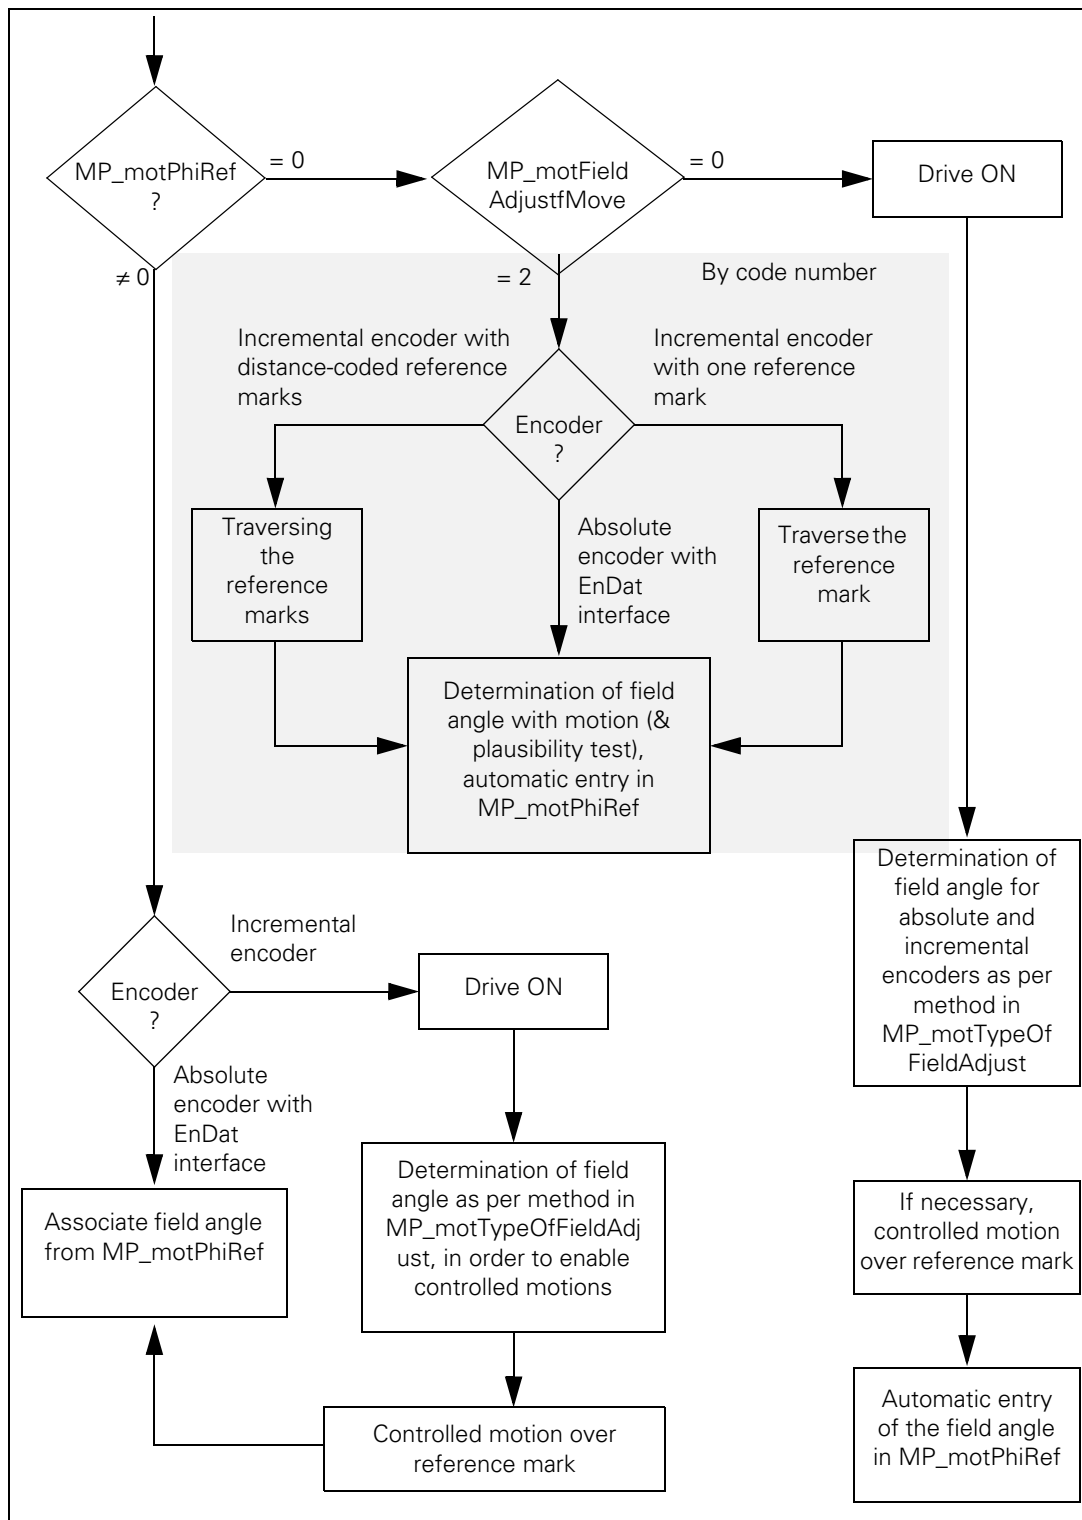 MP_motPhiRef
?
= 0
MP_motField
AdjustfMove
= 0
Drive ON
≠ 0
= 2
By code number
Incremental encoder with
distance-coded reference
marks
Incremental encoder
with one reference
mark
Encoder
?
Traversing
the
reference
marks
Absolute
encoder with
EnDat
interface
Traverse the
reference
mark
Determination of field
angle with motion (&
plausibility test),
automatic entry in
MP_motPhiRef
Determination of
field angle for
absolute and
incremental
encoders as per
method in
MP_motTypeOf
FieldAdjust
Incremental
encoder
Encoder
?
Drive ON
Absolute
encoder with
EnDat
interface
Determination of field
angle as per method in
MP_motTypeOfFieldAdj
ust, in order to enable
controlled motions
Associate field angle
from MP_motPhiRef
If necessary,
controlled motion
over reference mark
Controlled motion over
reference mark
Automatic entry
of the field angle
in MP_motPhiRef